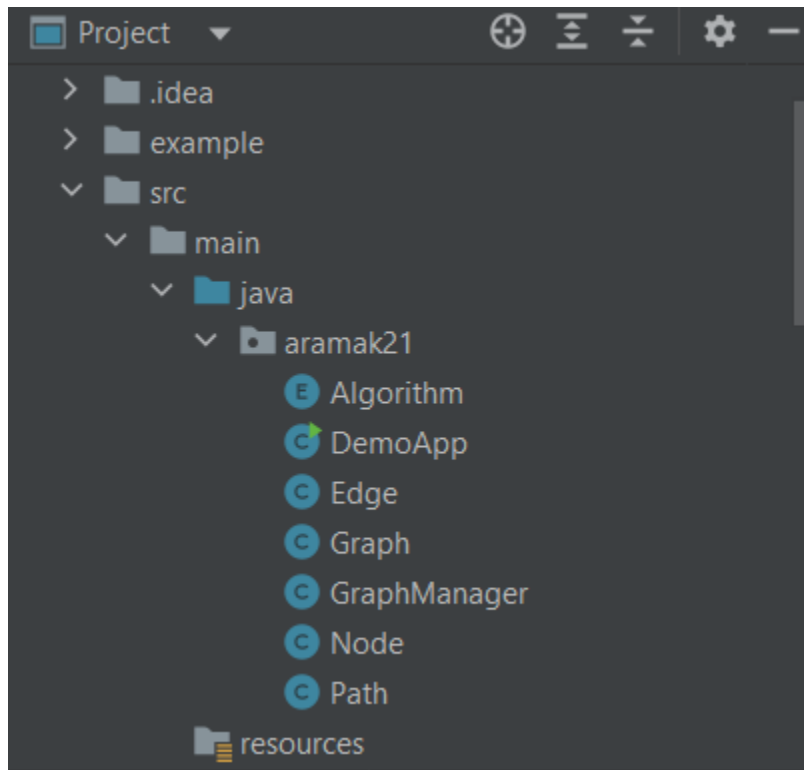 Project
.idea
example
src
main
java
aramak21
E Algorithm
C DemoApp
C Edge
C Graph
C GraphManager
C Node
C Path
resources